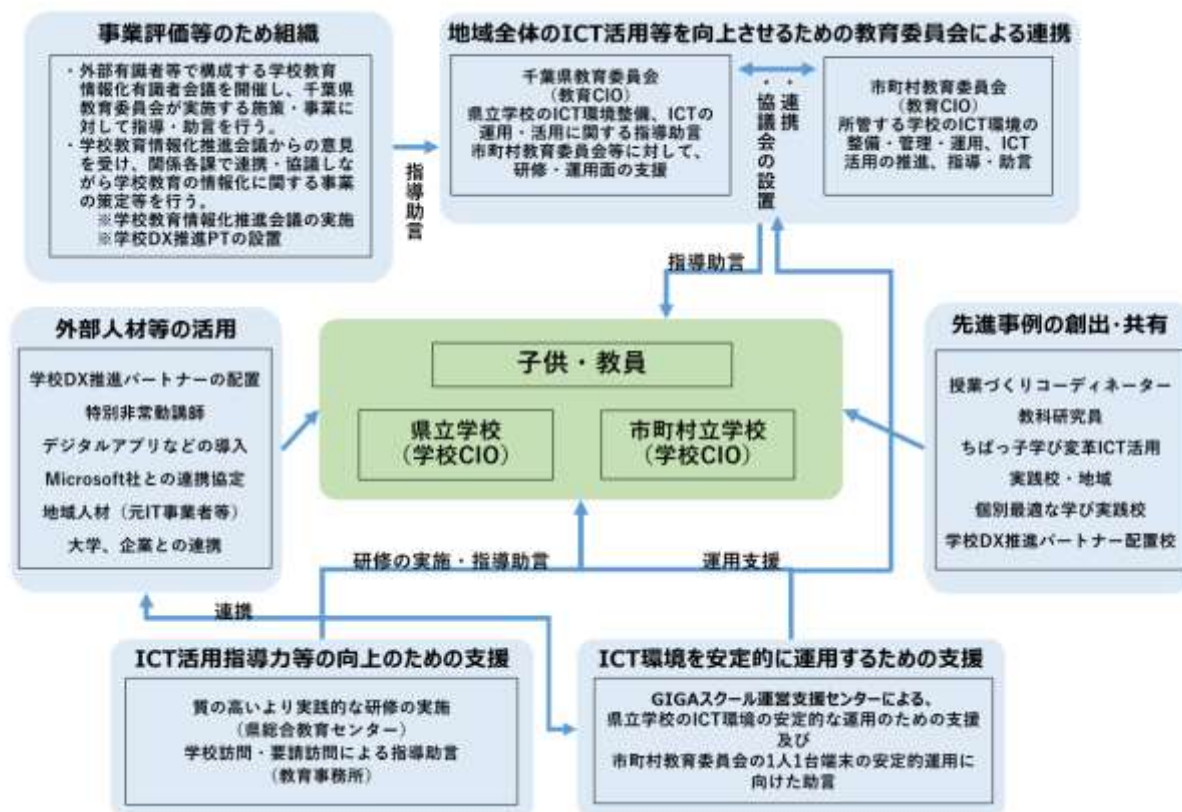 事業評価等のため組織
・外部有識者等で構成する学校教育
情報化有識者会議を開催し、千葉県
教育委員会が実施する施策・事業に
対して指導・助言を行う。
・学校教育情報化推進会議からの意見
を受け、関係各課で連携・協議しな
がら学校教育の情報化に関する事業
の策定等を行う。
※学校教育情報化推進会議の実施
※学校DX推進PTの設置
指導助言
地域全体のICT活用等を向上させるための教育委員会による連携
千葉県教育委員会
(教育CIO)
県立学校のICT環境整備、ICTの
運用・活用に関する指導助言
市町村教育委員会等に対して、
研修・運用面の支援
・連携
・協議会の設置
市町村教育委員会
(教育CIO)
所管する学校のICT環境の
整備・管理・運用、ICT
活用の推進、指導・助言
指導助言
外部人材等の活用
学校DX推進パートナーの配置
特別非常勤講師
デジタルアプリなどの導入
Microsoft社との連携協定
地域人材（元IT事業者等）
大学、企業との連携
子供・教員
県立学校
（学校CIO）
市町村立学校
（学校CIO）
先進事例の創出・共有
授業づくりコーディネーター
教科研究員
ちばっ子学び変革ICT活用
実践校・地域
個別最適な学び実践校
学校DX推進パートナー配置校
研修の実施・指導助言
運用支援
連携
ICT活用指導力等の向上のための支援
質の高いより実践的な研修の実施
（県総合教育センター）
学校訪問・要請訪問による指導助言
（教育事務所）
ICT環境を安定的に運用するための支援
GIGAスクール運営支援センターによる、
県立学校のICT環境の安定的な運用のための支援
及び
市町村教育委員会の1人1台端末の安定的運用に
向けた助言